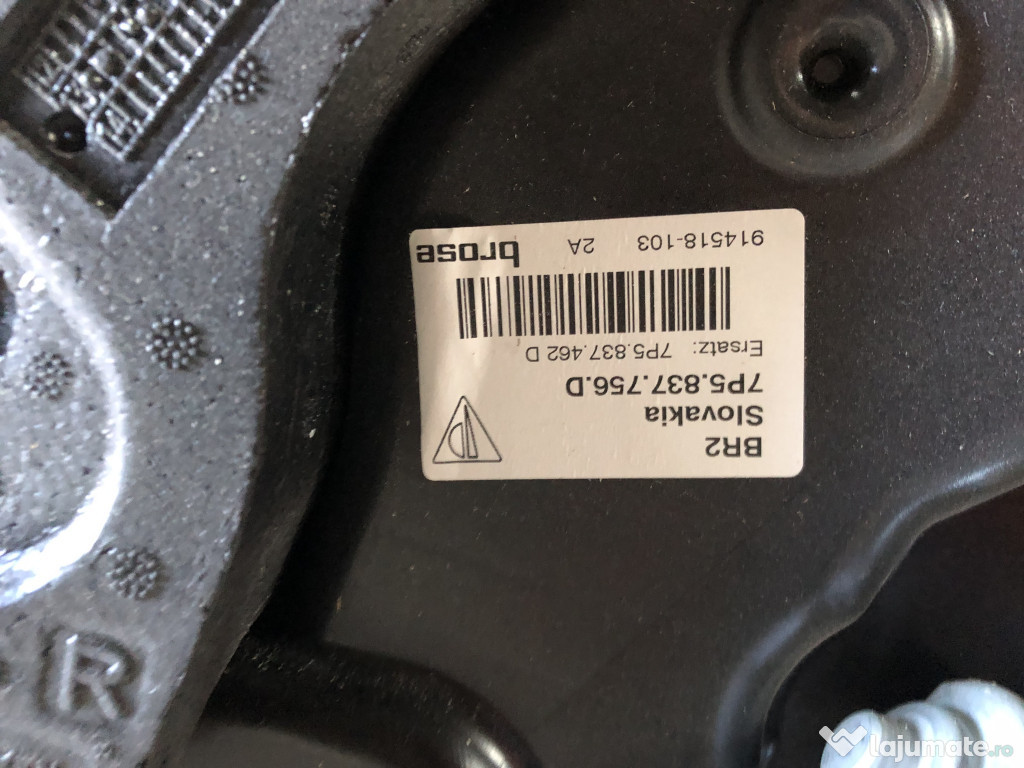 BR2
Slovakia
7P5.837.756.D
Ersatz: 7P5.837.462 D
914518-103 2A brose
R
lajumate.ro